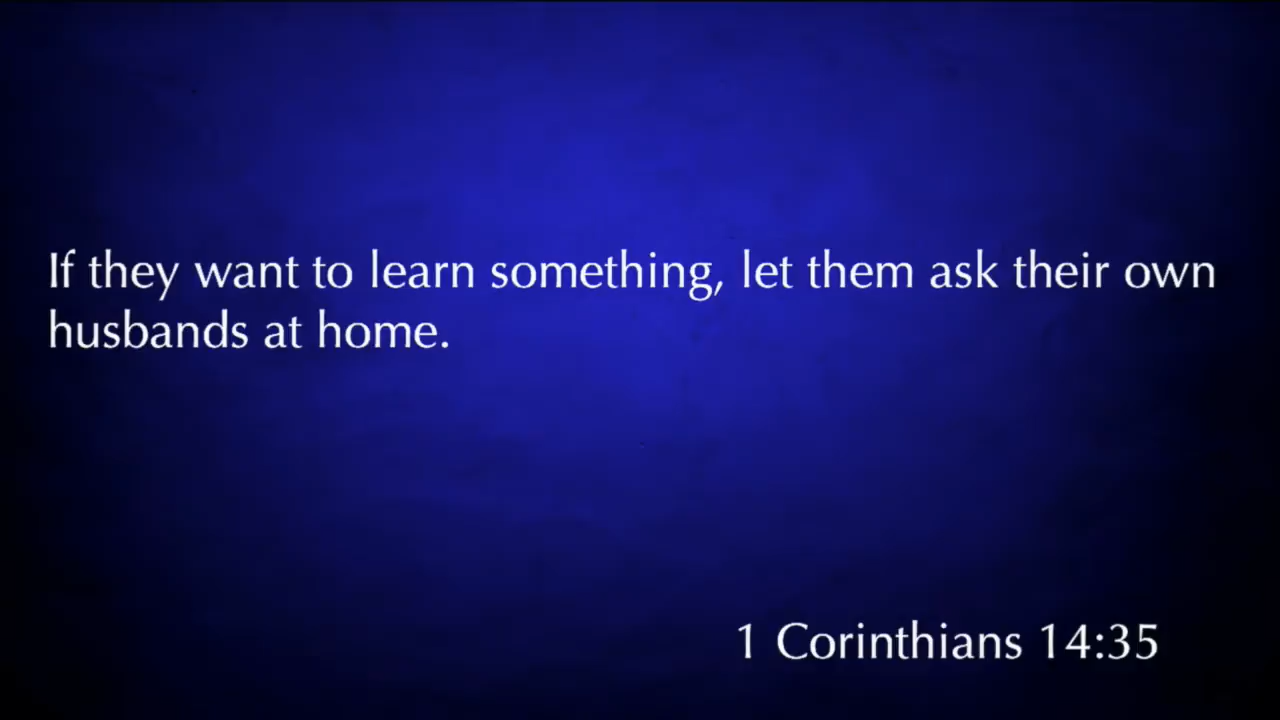 If they want to learn something, let them ask their own
husbands at home.
1 Corinthians 14:35